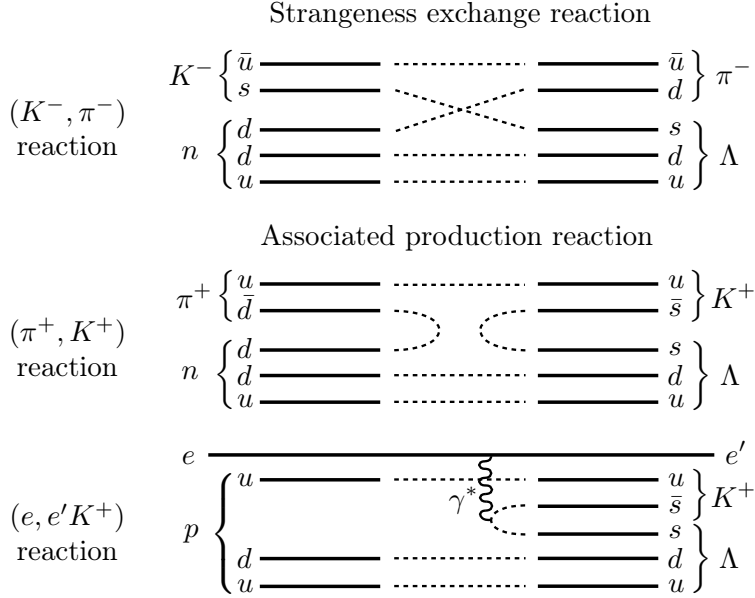 Strangeness exchange reaction
(K⁻, π⁻)
reaction
K⁻ ū ū π⁻
s d
n d s Λ
d d
u u
Associated production reaction
(π⁺, K⁺)
reaction
π⁺ u u K⁺
d̄ s̄
n d s Λ
d d
u u
(e, e′K⁺)
reaction
e e′
p u γ* u K⁺
s̄
s Λ
d d
u u